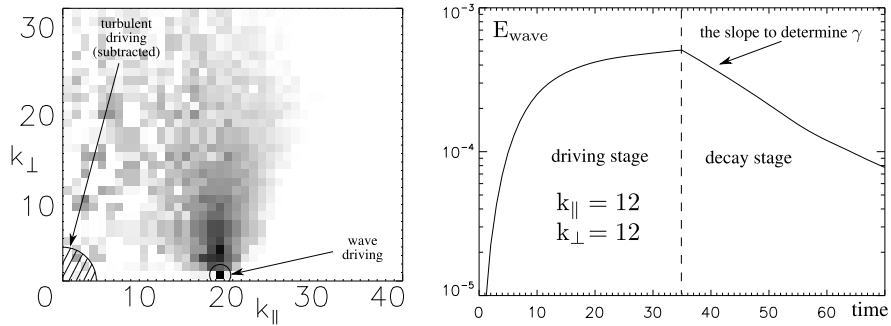 turbulent
driving
(subtracted)
30
20
k⊥
10
0
10
20
k∥
30
40
wave
driving
10⁻³
E_wave
the slope to determine γ
10⁻⁴
driving stage
decay stage
k∥ = 12
k⊥ = 12
10⁻⁵
0
10
20
30
40
50
60
time